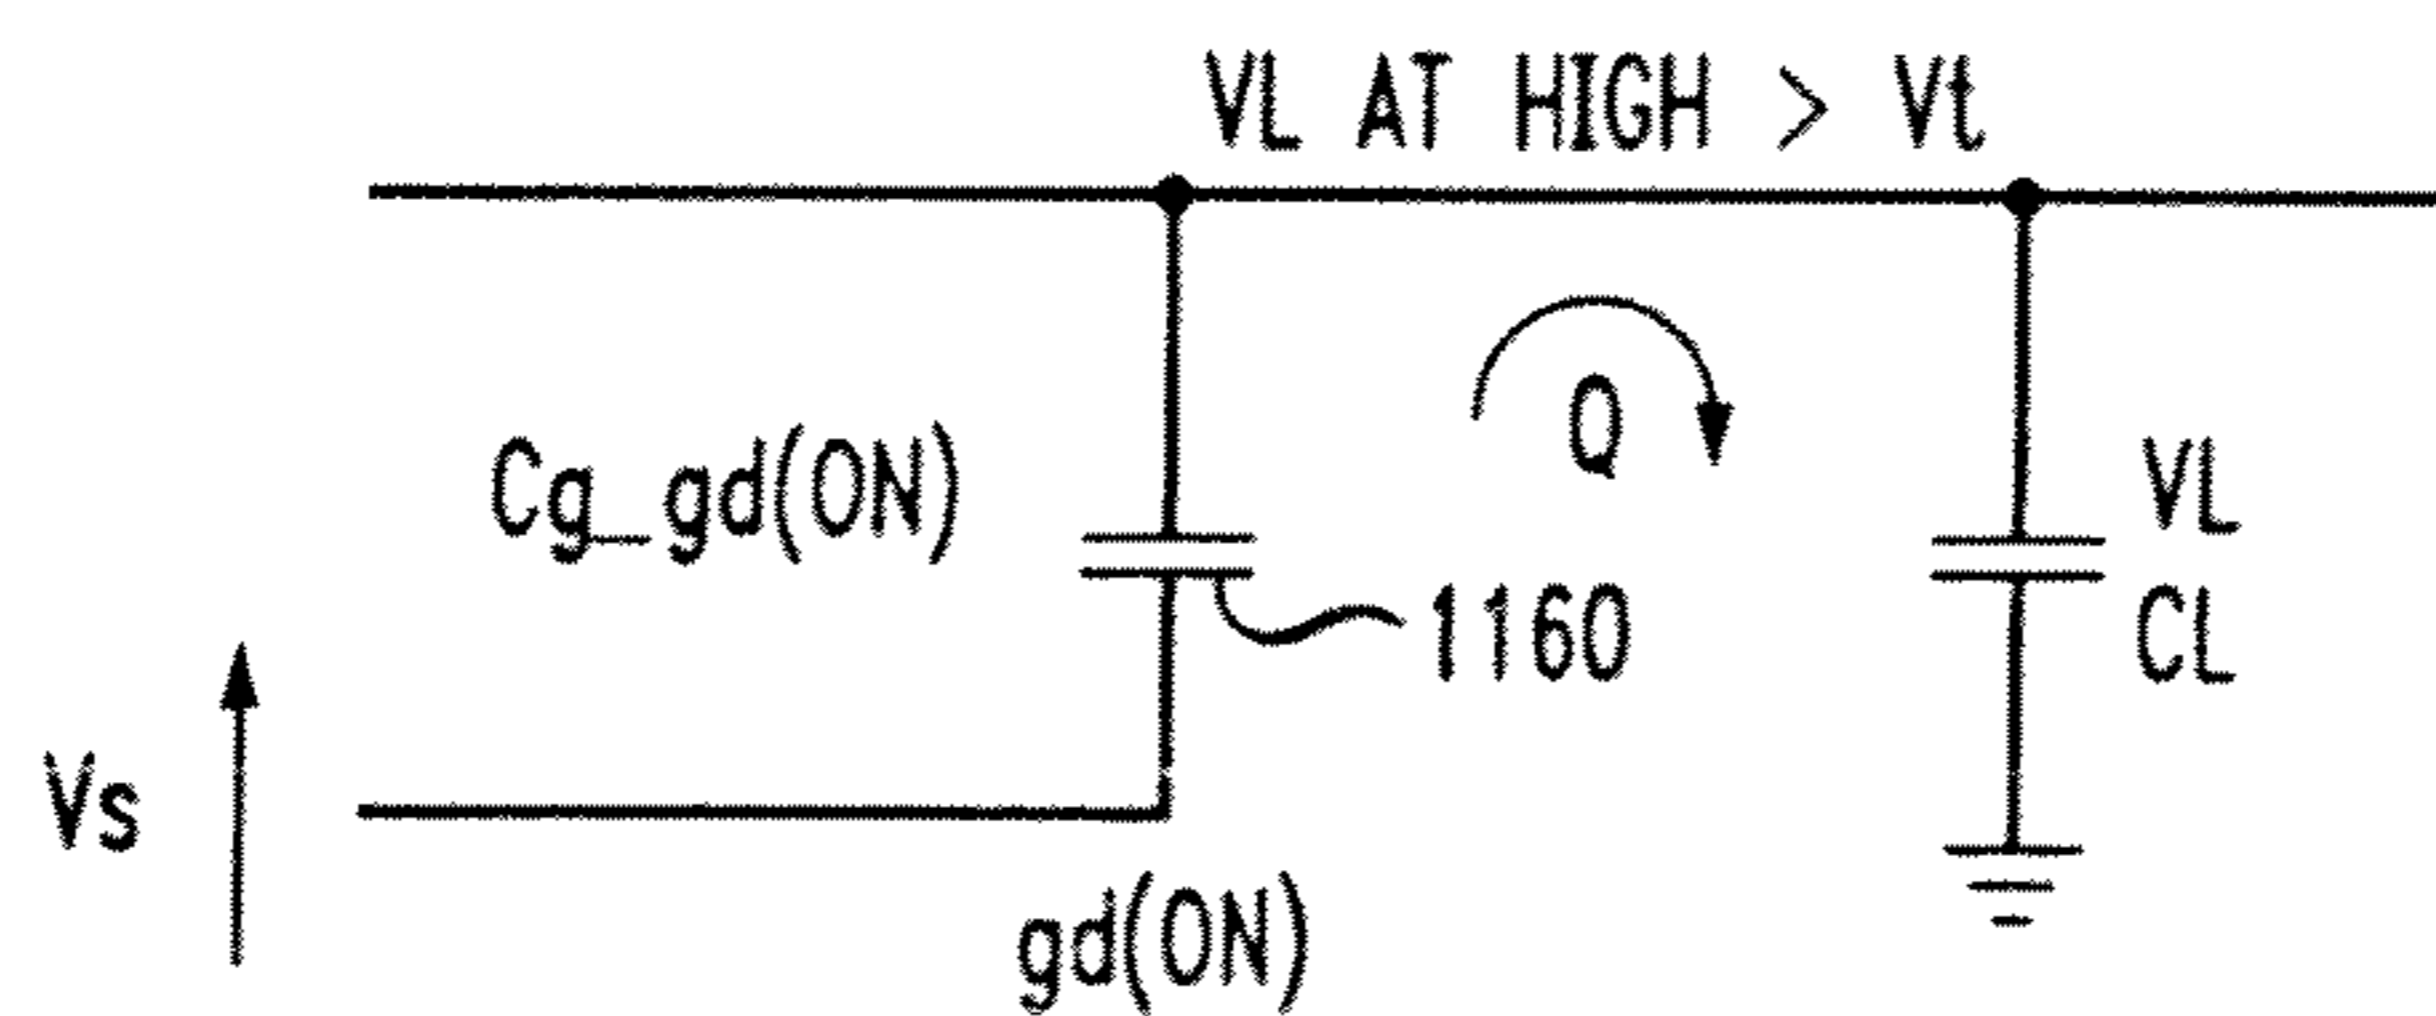 VL AT HIGH > Vt
Q
Cg_gd(ON)
VL
1160
CL
Vs
gd(ON)